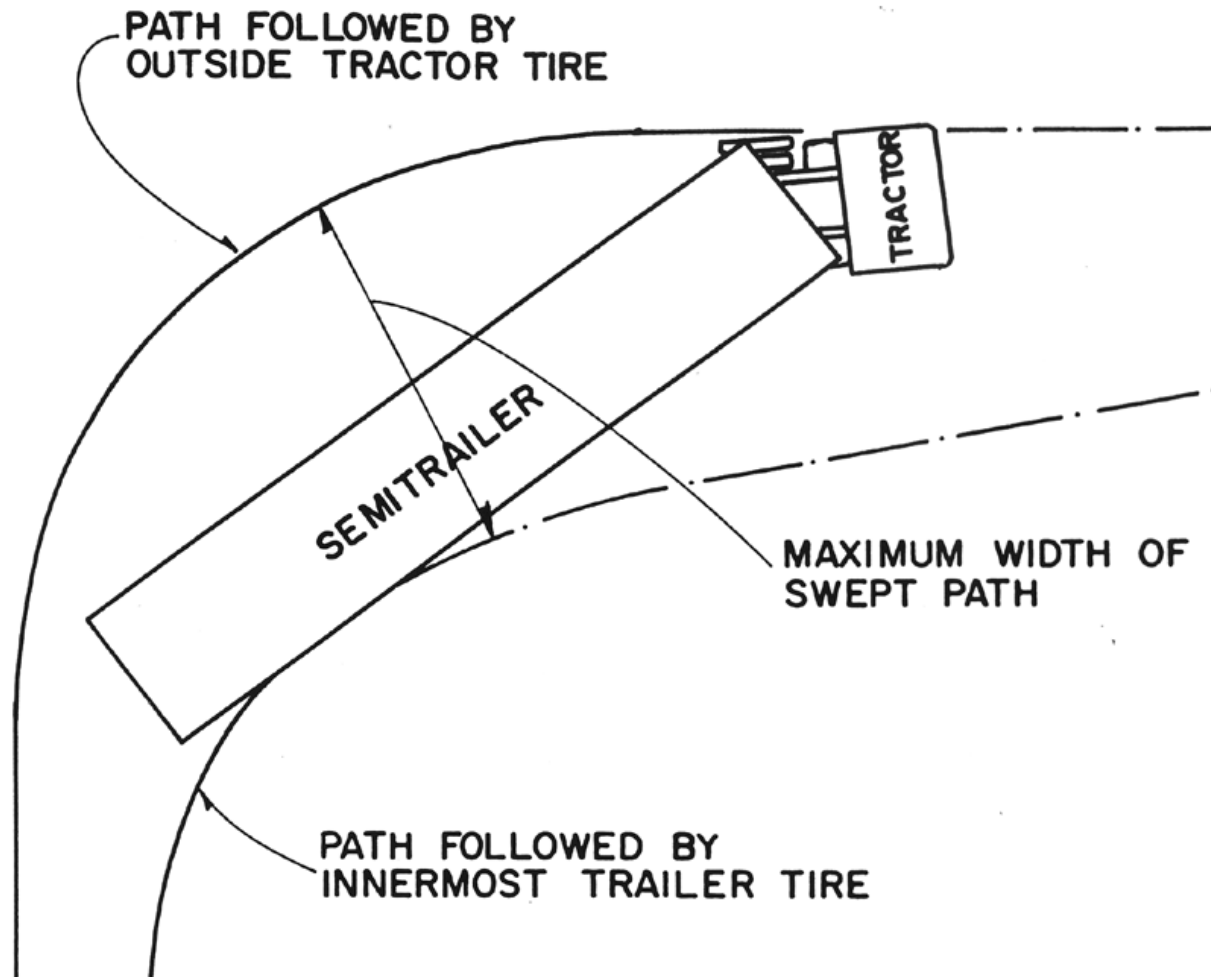 PATH FOLLOWED BY
OUTSIDE TRACTOR TIRE
TRACTOR
SEMITRAILER
MAXIMUM WIDTH OF
SWEPT PATH
PATH FOLLOWED BY
INNERMOST TRAILER TIRE